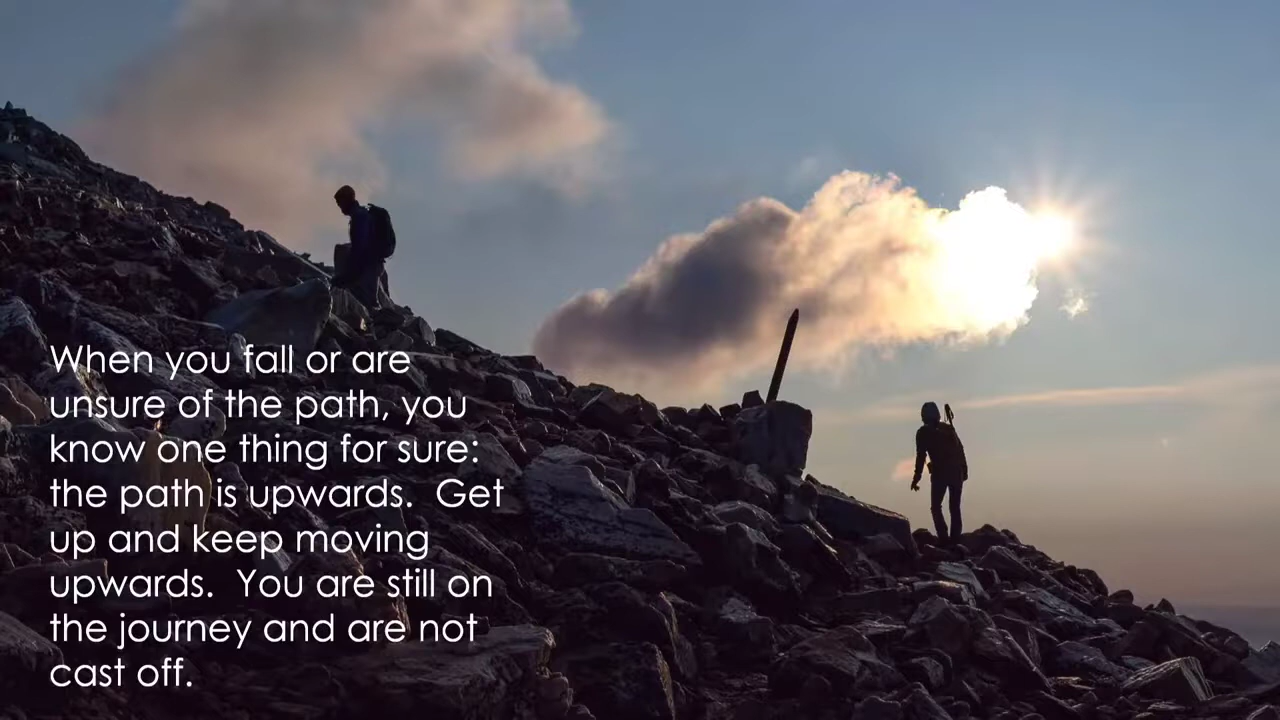 When you fall or are
unsure of the path, you
know one thing for sure:
the path is upwards.  Get
up and keep moving
upwards.  You are still on
the journey and are not
cast off.